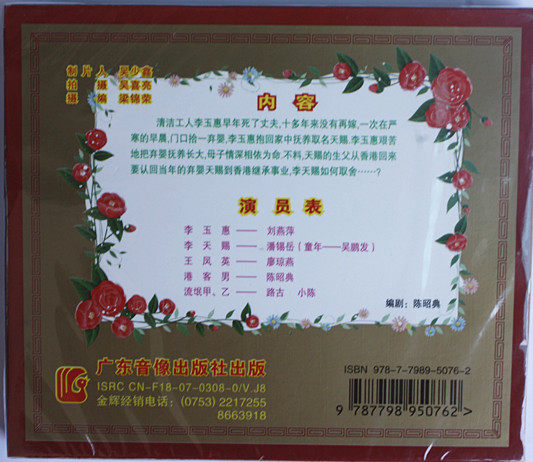 制片人 吴少鑫
拍摄 吴喜亮
摄编 梁锦荣
内容
清洁工人李玉惠早年死了丈夫,十多年来没有再嫁,一次在严
寒的早晨,门口拾一弃婴,李玉惠抱回家中抚养取名天赐,李玉惠艰苦
地把弃婴抚养长大,母子情深相依为命,不料,天赐的生父从香港回来
要认回当年的弃婴天赐到香港继承事业,李天赐如何取舍……?
演员表
李玉惠——刘燕萍
李天赐——潘锡岳(童年——吴鹏发)
王凤英——廖琼燕
港客男——陈昭典
流氓甲、乙——路古 小陈
编剧:陈昭典
广东音像出版社出版
ISRC CN-F18-07-0308-0/V.J8
金辉经销电话:(0753) 2217255
8663918
ISBN 978-7-7989-5076-2
9 787798 950762 >